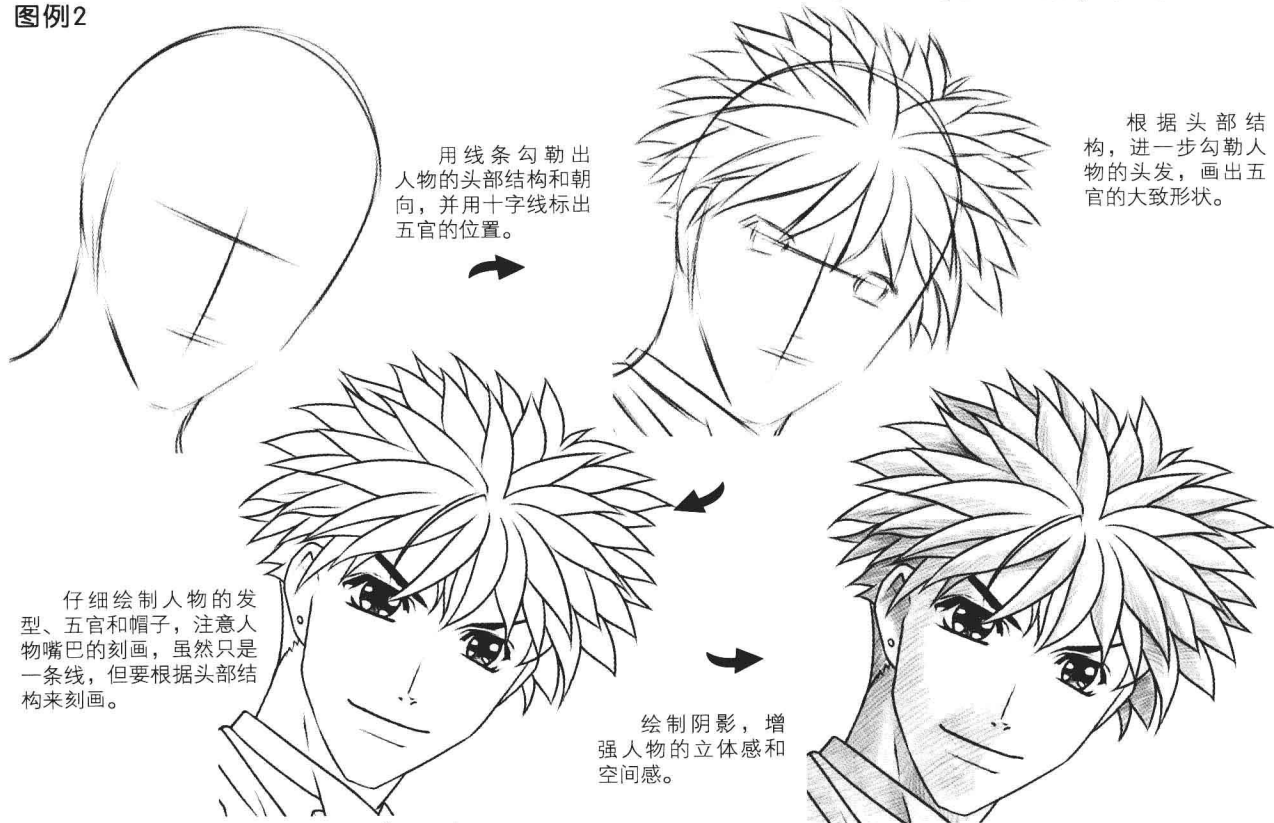 图例2
用线条勾勒出
人物的头部结构和朝
向，并用十字线标出
五官的位置。
根据头部结
构，进一步勾勒人
物的头发，画出五
官的大致形状。
仔细绘制人物的发
型、五官和帽子，注意人
物嘴巴的刻画，虽然只是
一条线，但要根据头部结
构来刻画。
绘制阴影，增
强人物的立体感和
空间感。